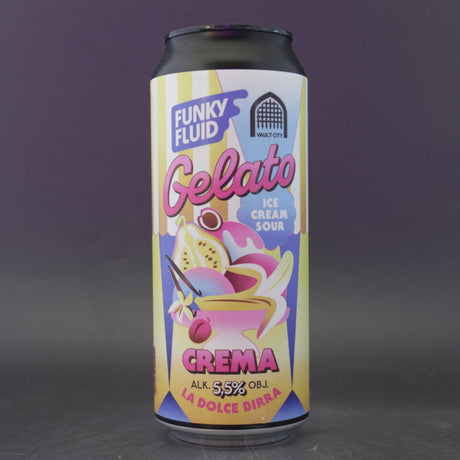 FUNKY
FLUID
VAULT CITY
Gelato
ICE
CREAM
SOUR
CREMA
ALK. 5,5% OBJ.
LA DOLCE BIRRA